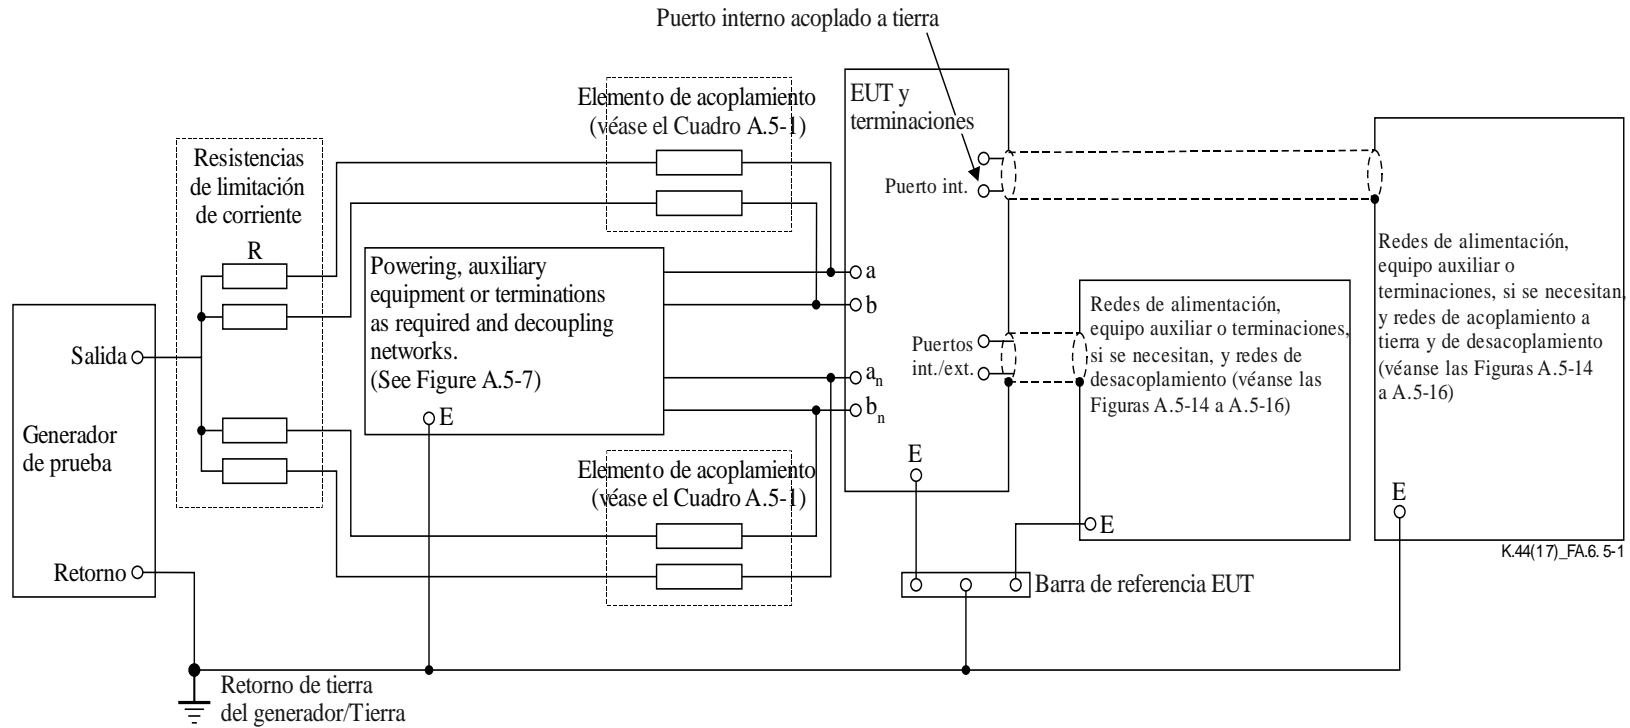 Puerto interno acoplado a tierra
Elemento de acoplamiento
(véase el Cuadro A.5-1)
EUT y
terminaciones
Resistencias
de limitación
de corriente
R
Puerto int.
Powering, auxiliary
equipment or terminations
as required and decoupling
networks.
(See Figure A.5-7)
E
a
b
a_n
b_n
Puertos
int./ext.
E
Redes de alimentación,
equipo auxiliar o terminaciones,
si se necesitan, y redes de
desacoplamiento (véanse las
Figuras A.5-14 a A.5-16)
E
Redes de alimentación,
equipo auxiliar o
terminaciones, si se necesitan,
y redes de acoplamiento a
tierra y de desacoplamiento
(véanse las Figuras A.5-14
a A.5-16)
E
Salida
Generador
de prueba
Retorno
Elemento de acoplamiento
(véase el Cuadro A.5-1)
Barra de referencia EUT
K.44(17)_FA.6. 5-1
Retorno de tierra
del generador/Tierra